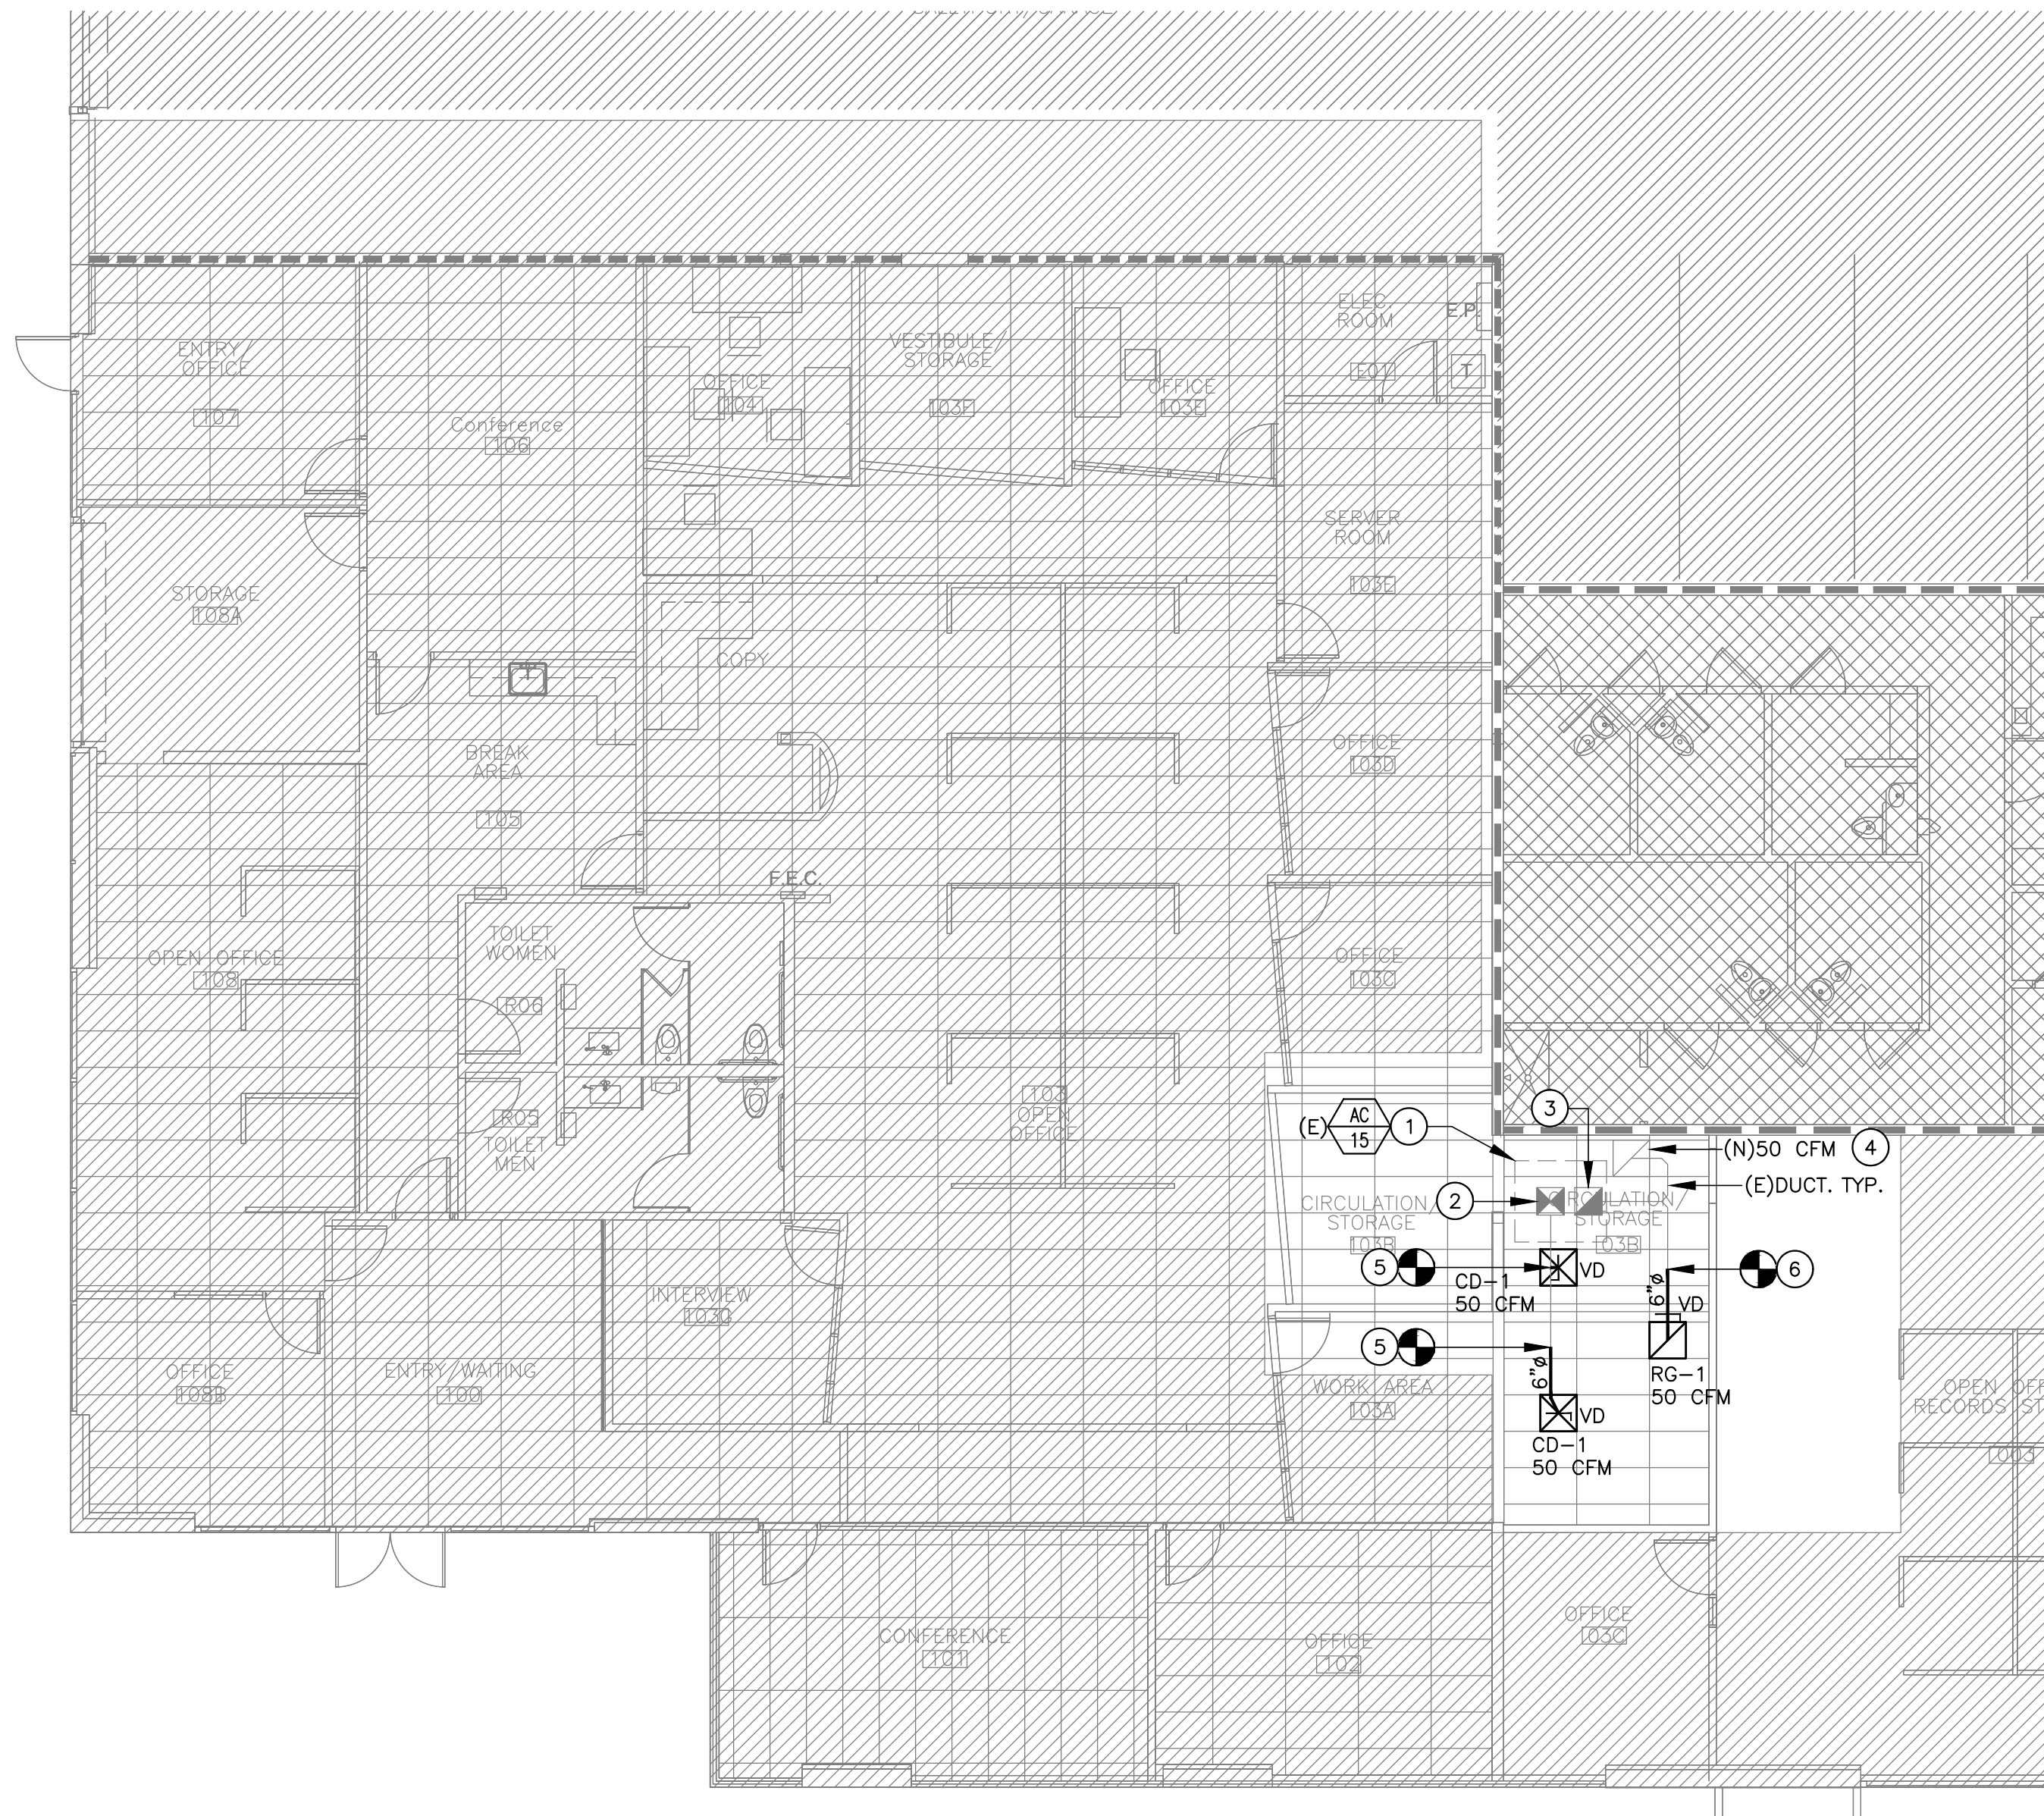 ENTRY/
OFFICE
107
Conference
106
OFFICE
104
VESTIBULE/
STORAGE
103F
OFFICE
103E
ELEC.
ROOM
E01
E.P.
T
SERVER
ROOM
103E
STORAGE
108A
COPY
BREAK
AREA
105
OFFICE
103D
F.E.C.
TOILET
WOMEN
R06
OPEN OFFICE
108
OFFICE
103C
R05
TOILET
MEN
103
OPEN
OFFICE
(E)
AC
15
1
3
(N)50 CFM
4
(E)DUCT. TYP.
2
CIRCULATION/
STORAGE
103B
CIRCULATION/
STORAGE
03B
5
CD-1
50 CFM
VD
6"ø
VD
6
INTERVIEW
103G
5
6"ø
VD
CD-1
50 CFM
RG-1
50 CFM
OFFICE
108B
ENTRY/WAITING
100
WORK AREA
103A
OPEN
RECORDS
003
CONFERENCE
101
OFFICE
102
OFFICE
03C